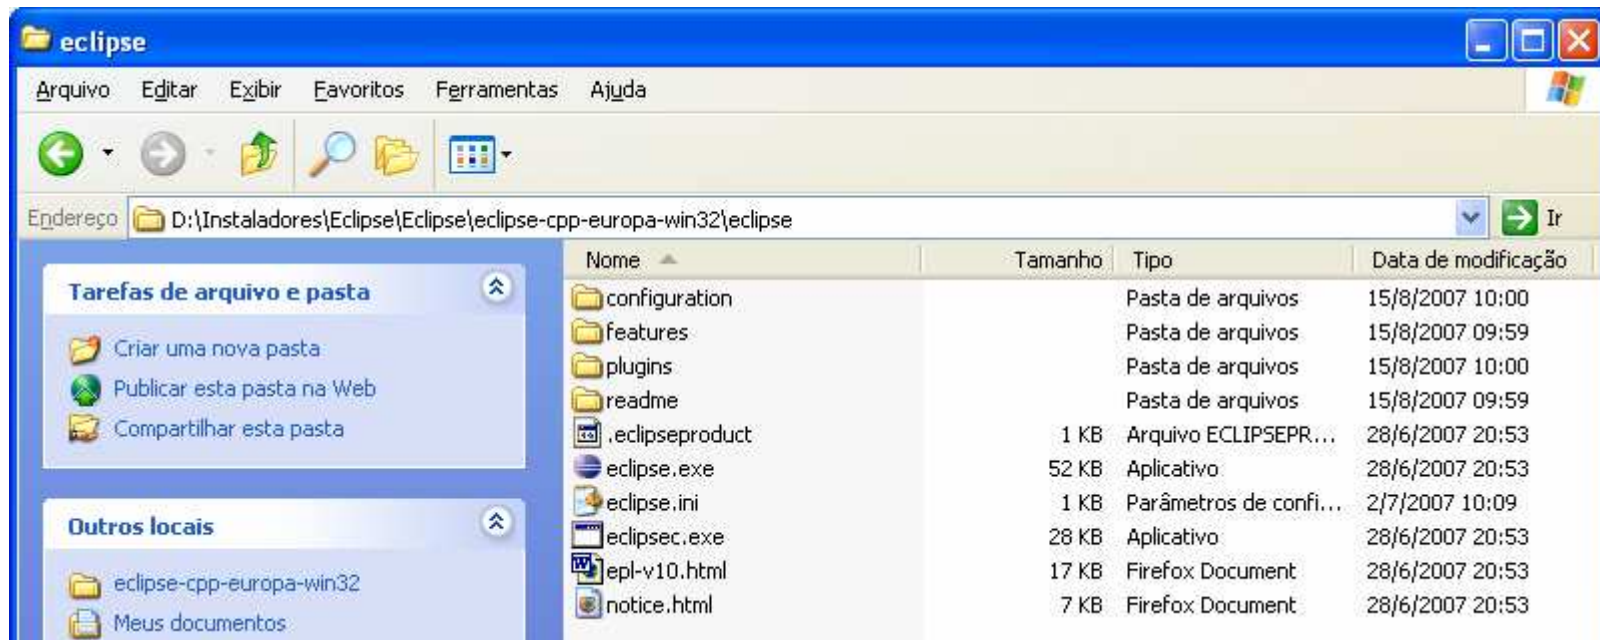 eclipse
Arquivo Editar Exibir Favoritos Ferramentas Ajuda
Endereço D:\Instaladores\Eclipse\Eclipse\eclipse-cpp-europa-win32\eclipse Ir
Tarefas de arquivo e pasta
Criar uma nova pasta
Publicar esta pasta na Web
Compartilhar esta pasta
Outros locais
eclipse-cpp-europa-win32
Meus documentos
Nome Tamanho Tipo Data de modificação
configuration Pasta de arquivos 15/8/2007 10:00
features Pasta de arquivos 15/8/2007 09:59
plugins Pasta de arquivos 15/8/2007 10:00
readme Pasta de arquivos 15/8/2007 09:59
.eclipseproduct 1 KB Arquivo ECLIPSEPR... 28/6/2007 20:53
eclipse.exe 52 KB Aplicativo 28/6/2007 20:53
eclipse.ini 1 KB Parâmetros de confi... 2/7/2007 10:09
eclipsec.exe 28 KB Aplicativo 28/6/2007 20:53
epl-v10.html 17 KB Firefox Document 28/6/2007 20:53
notice.html 7 KB Firefox Document 28/6/2007 20:53